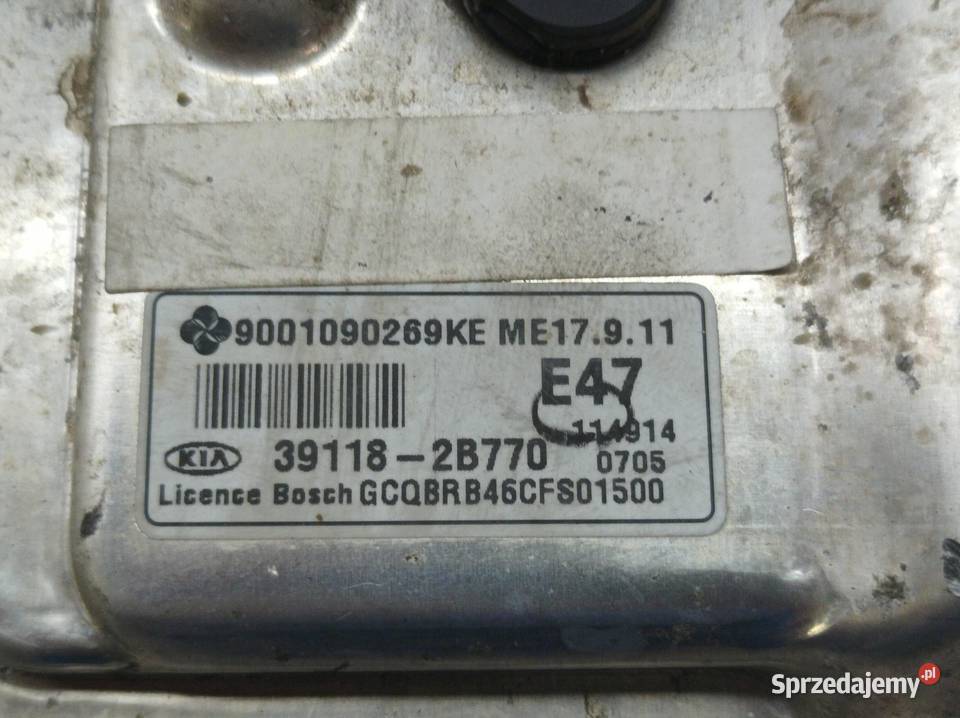 9001090269KE ME17.9.11
E47
114914
KIA 39118-2B770 0705
Licence Bosch GCQBRB46CFS01500
Sprzedajemy.pl